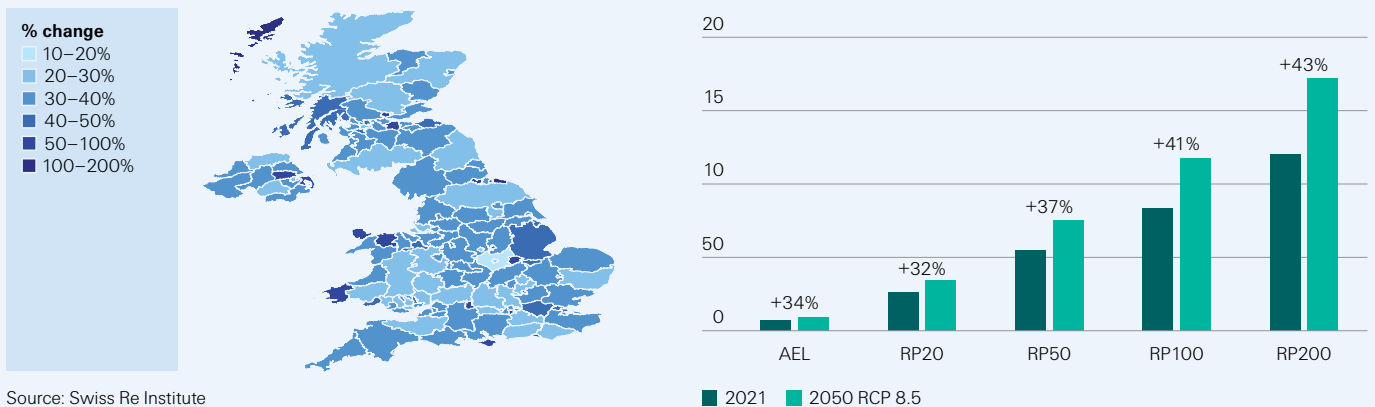 % change
10–20%
20–30%
30–40%
40–50%
50–100%
100–200%
Source: Swiss Re Institute
20
15
10
50
0
+34%
+32%
+37%
+41%
+43%
AEL
RP20
RP50
RP100
RP200
2021
2050 RCP 8.5